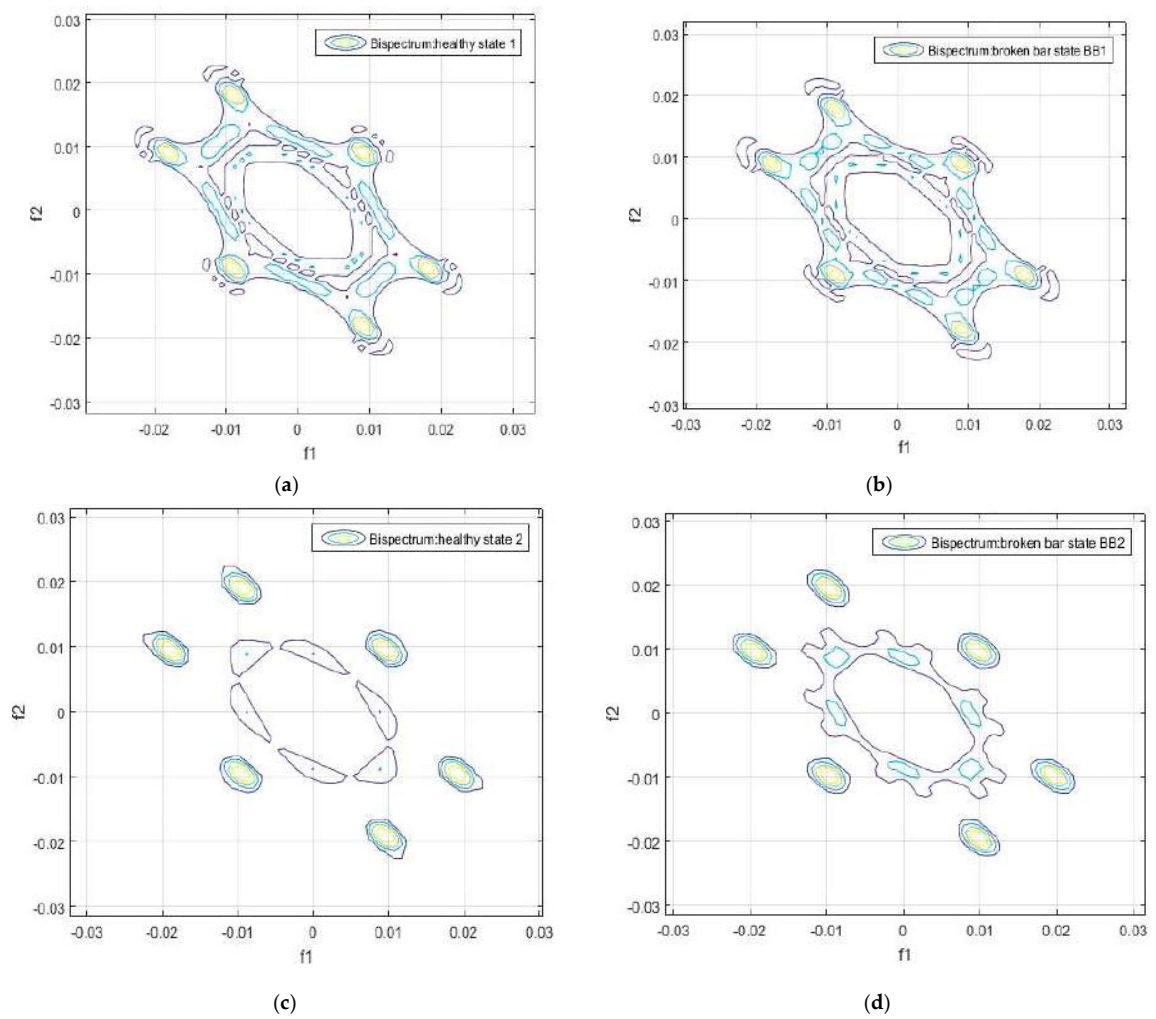 Bispectrum:healthy state 1
0.03
0.02
0.01
0
-0.01
-0.02
-0.03
f2
-0.02 -0.01 0 0.01 0.02 0.03
f1
(a)
Bispectrum:broken bar state BB1
0.03
0.02
0.01
0
-0.01
-0.02
-0.03
f2
-0.03 -0.02 -0.01 0 0.01 0.02 0.03
f1
(b)
Bispectrum:healthy state 2
0.03
0.02
0.01
0
-0.01
-0.02
-0.03
f2
-0.03 -0.02 -0.01 0 0.01 0.02 0.03
f1
(c)
Bispectrum:broken bar state BB2
0.03
0.02
0.01
0
-0.01
-0.02
-0.03
f2
-0.03 -0.02 -0.01 0 0.01 0.02 0.03
f1
(d)